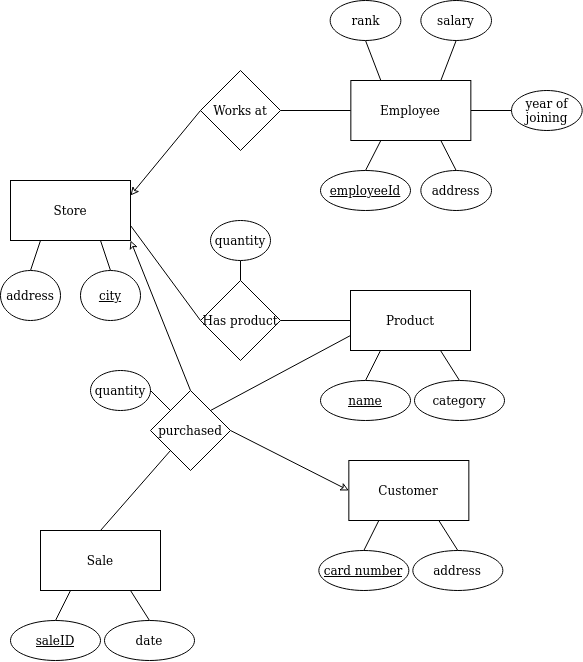 rank
salary
Works at
Employee
year of
joining
employeeId
address
Store
quantity
address
city
Has product
Product
quantity
name
category
purchased
Customer
Sale
card number
address
saleID
date